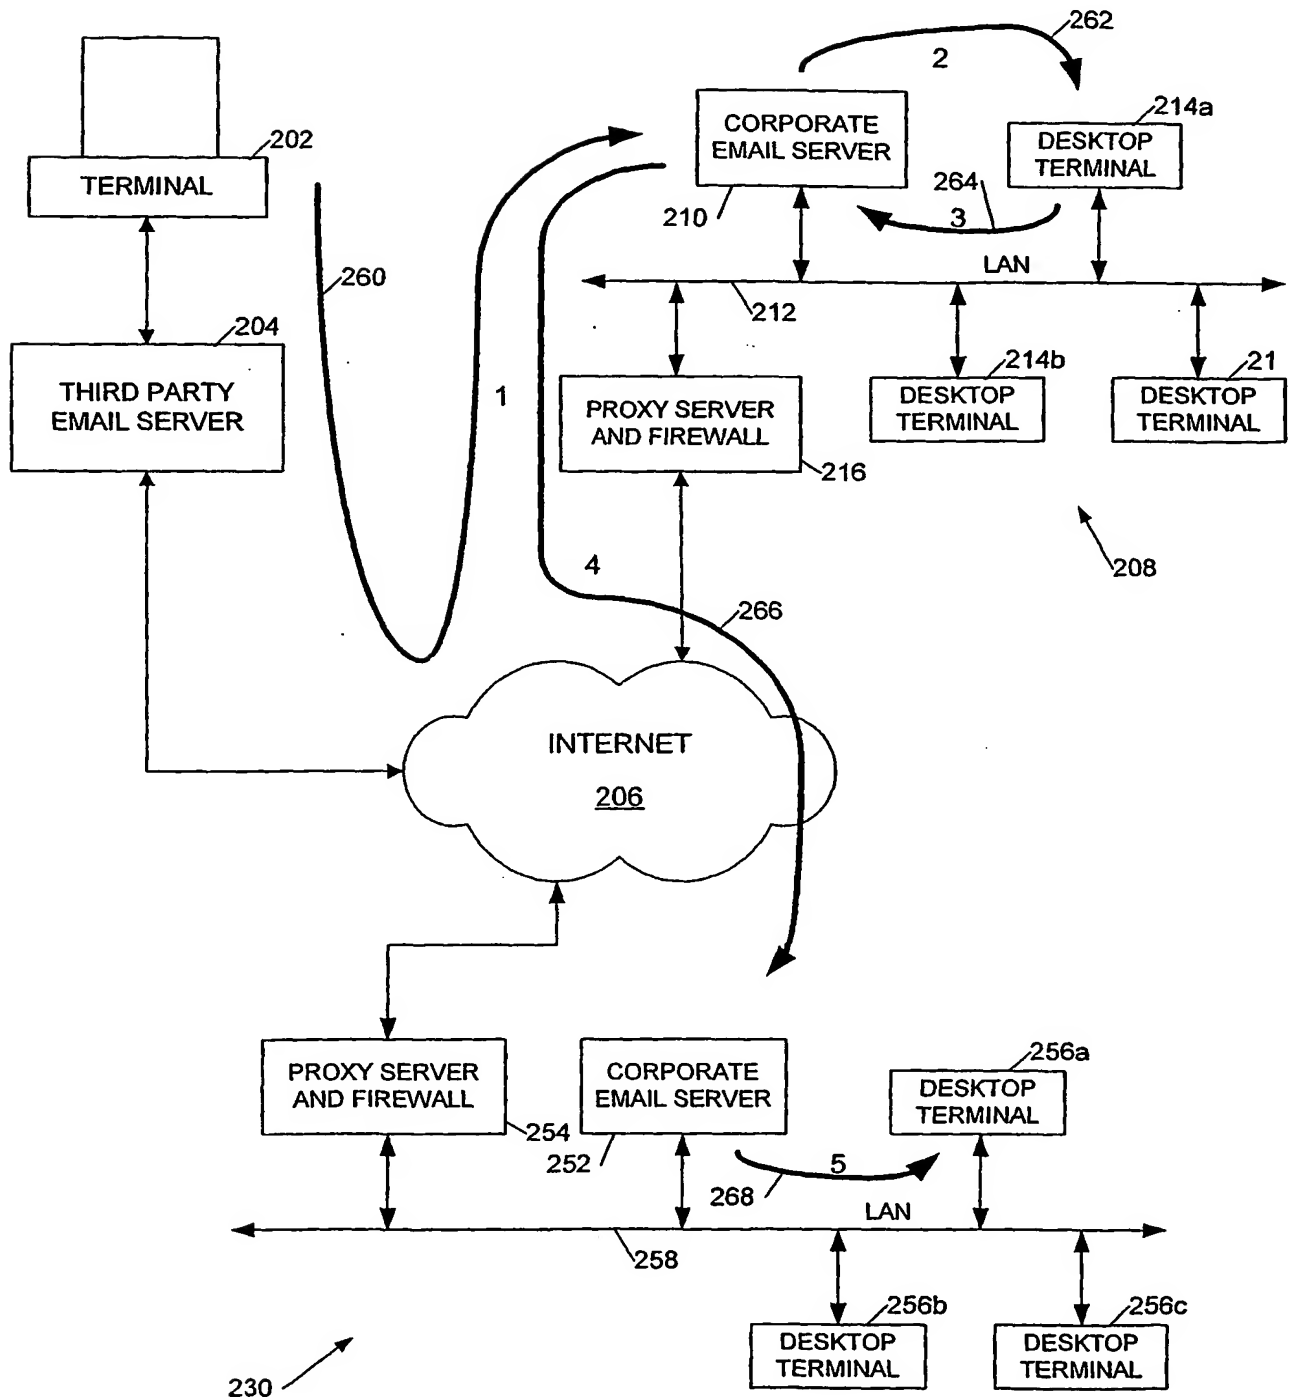 262
2
202
TERMINAL
CORPORATE
EMAIL SERVER
214a
DESKTOP
TERMINAL
264
210
3
260
LAN
212
204
THIRD PARTY
EMAIL SERVER
1
PROXY SERVER
AND FIREWALL
216
214b
DESKTOP
TERMINAL
21
DESKTOP
TERMINAL
208
4
266
INTERNET
206
PROXY SERVER
AND FIREWALL
254
CORPORATE
EMAIL SERVER
252
256a
DESKTOP
TERMINAL
5
268
LAN
258
256b
DESKTOP
TERMINAL
256c
DESKTOP
TERMINAL
230